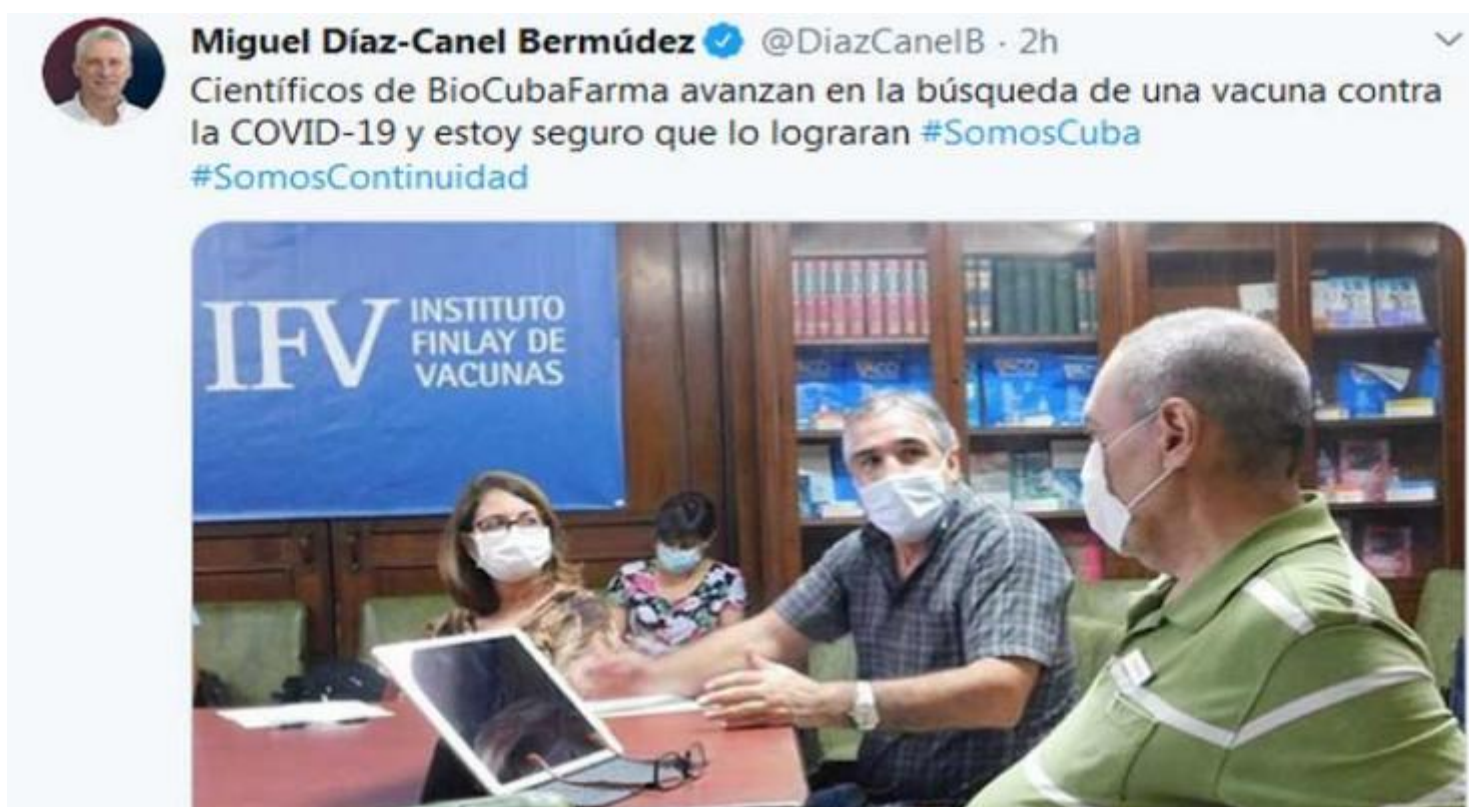 Miguel Díaz-Canel Bermúdez @DiazCanelB · 2h
Científicos de BioCubaFarma avanzan en la búsqueda de una vacuna contra
la COVID-19 y estoy seguro que lo lograran #SomosCuba
#SomosContinuidad
IFV
INSTITUTO
FINLAY DE
VACUNAS